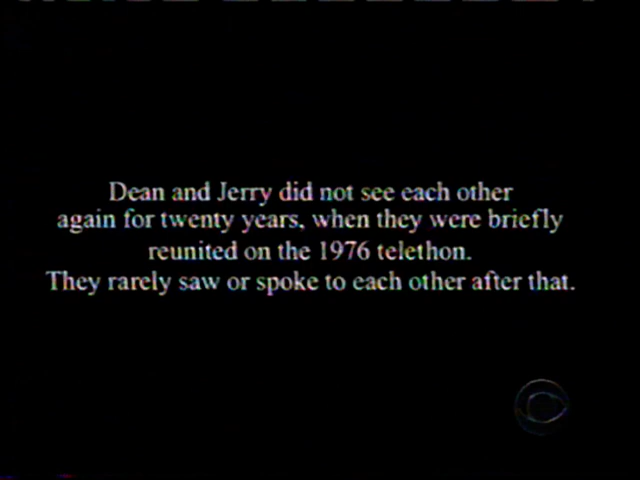 Dean and Jerry did not see each other
again for twenty years, when they were briefly
reunited on the 1976 telethon.
They rarely saw or spoke to each other after that.